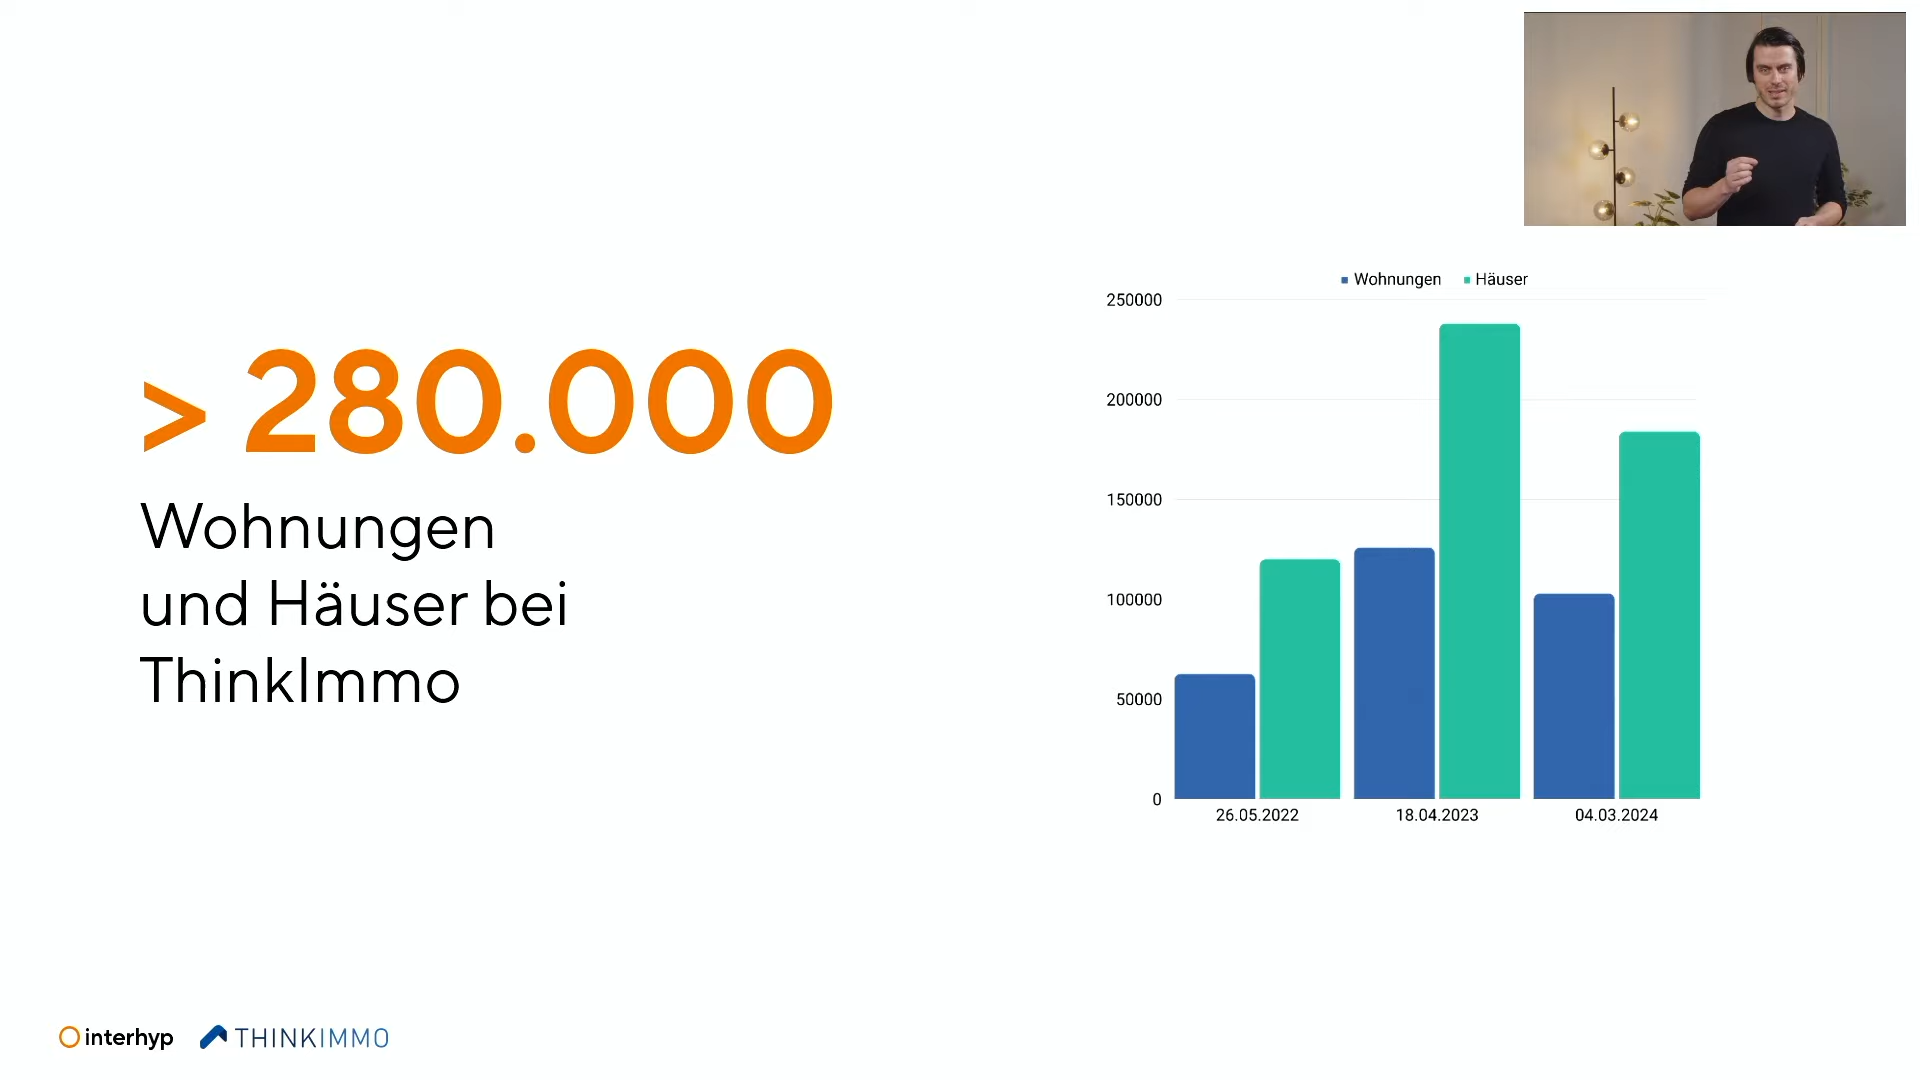 > 280.000
Wohnungen
und Häuser bei
ThinkImmo
Wohnungen Häuser
250000
200000
150000
100000
50000
0
26.05.2022 18.04.2023 04.03.2024
interhyp THINKIMMO